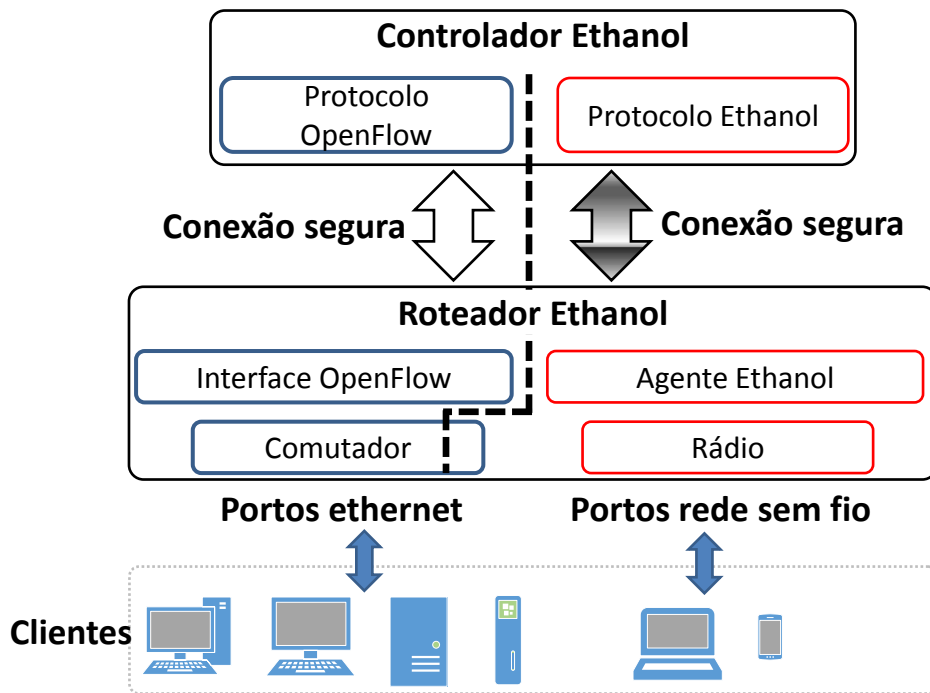 Controlador Ethanol
Protocolo
OpenFlow
Protocolo Ethanol
Conexão segura
Conexão segura
Roteador Ethanol
Interface OpenFlow
Agente Ethanol
Comutador
Rádio
Portos ethernet
Portos rede sem fio
Clientes